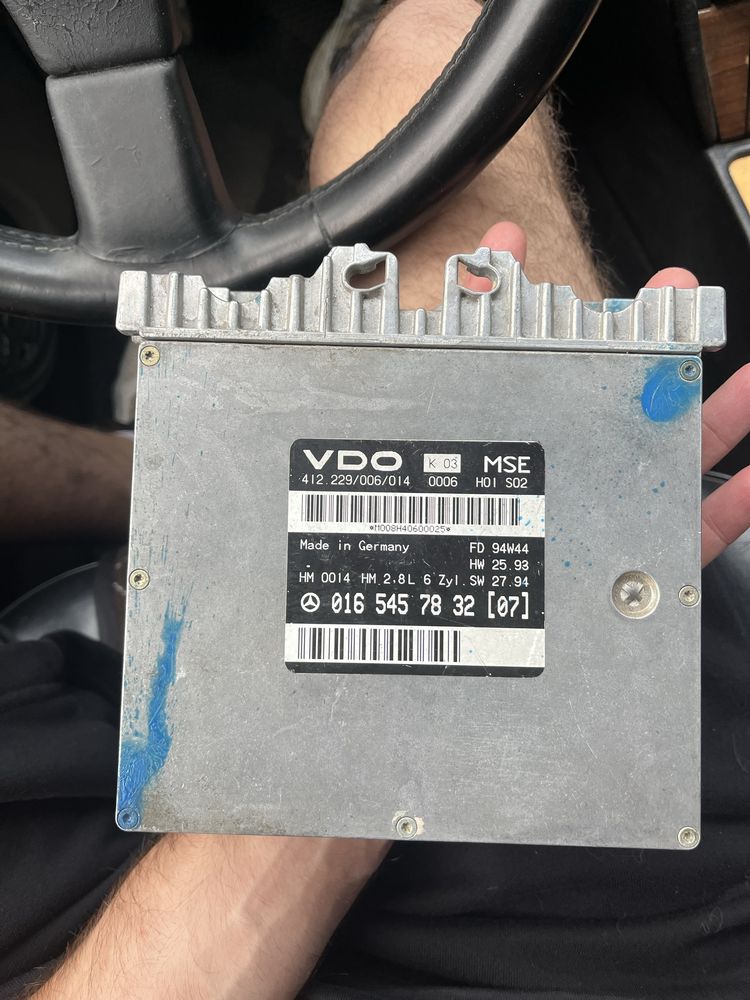 VDO K 03 MSE
412.229/006/014 0006 H01 S02
*M008H40600025*
Made in Germany FD 94W44
HW 25.93
HM 0014 HM 2.8L 6 Zyl. SW 27.94
016 545 78 32 [07]